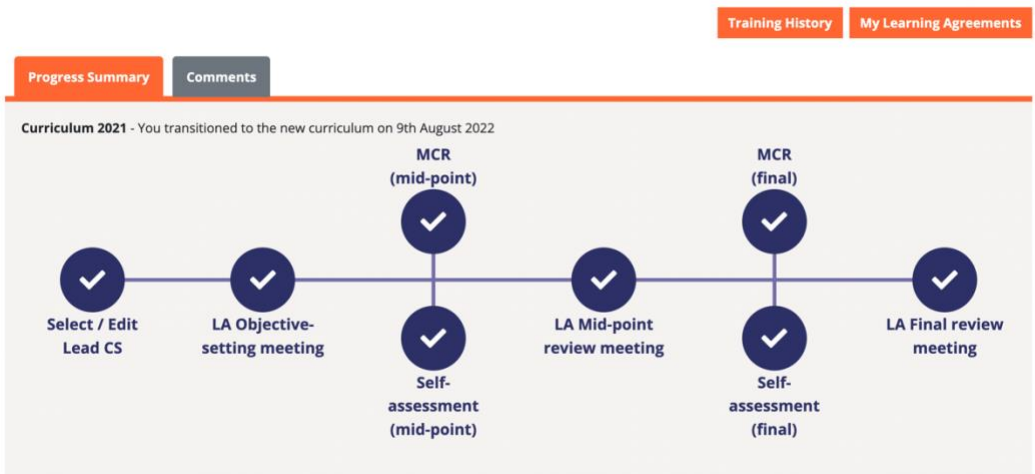 Training History
My Learning Agreements
Progress Summary
Comments
Curriculum 2021 - You transitioned to the new curriculum on 9th August 2022
MCR
(mid-point)
MCR
(final)
Select / Edit
Lead CS
LA Objective-
setting meeting
LA Mid-point
review meeting
LA Final review
meeting
Self-
assessment
(mid-point)
Self-
assessment
(final)